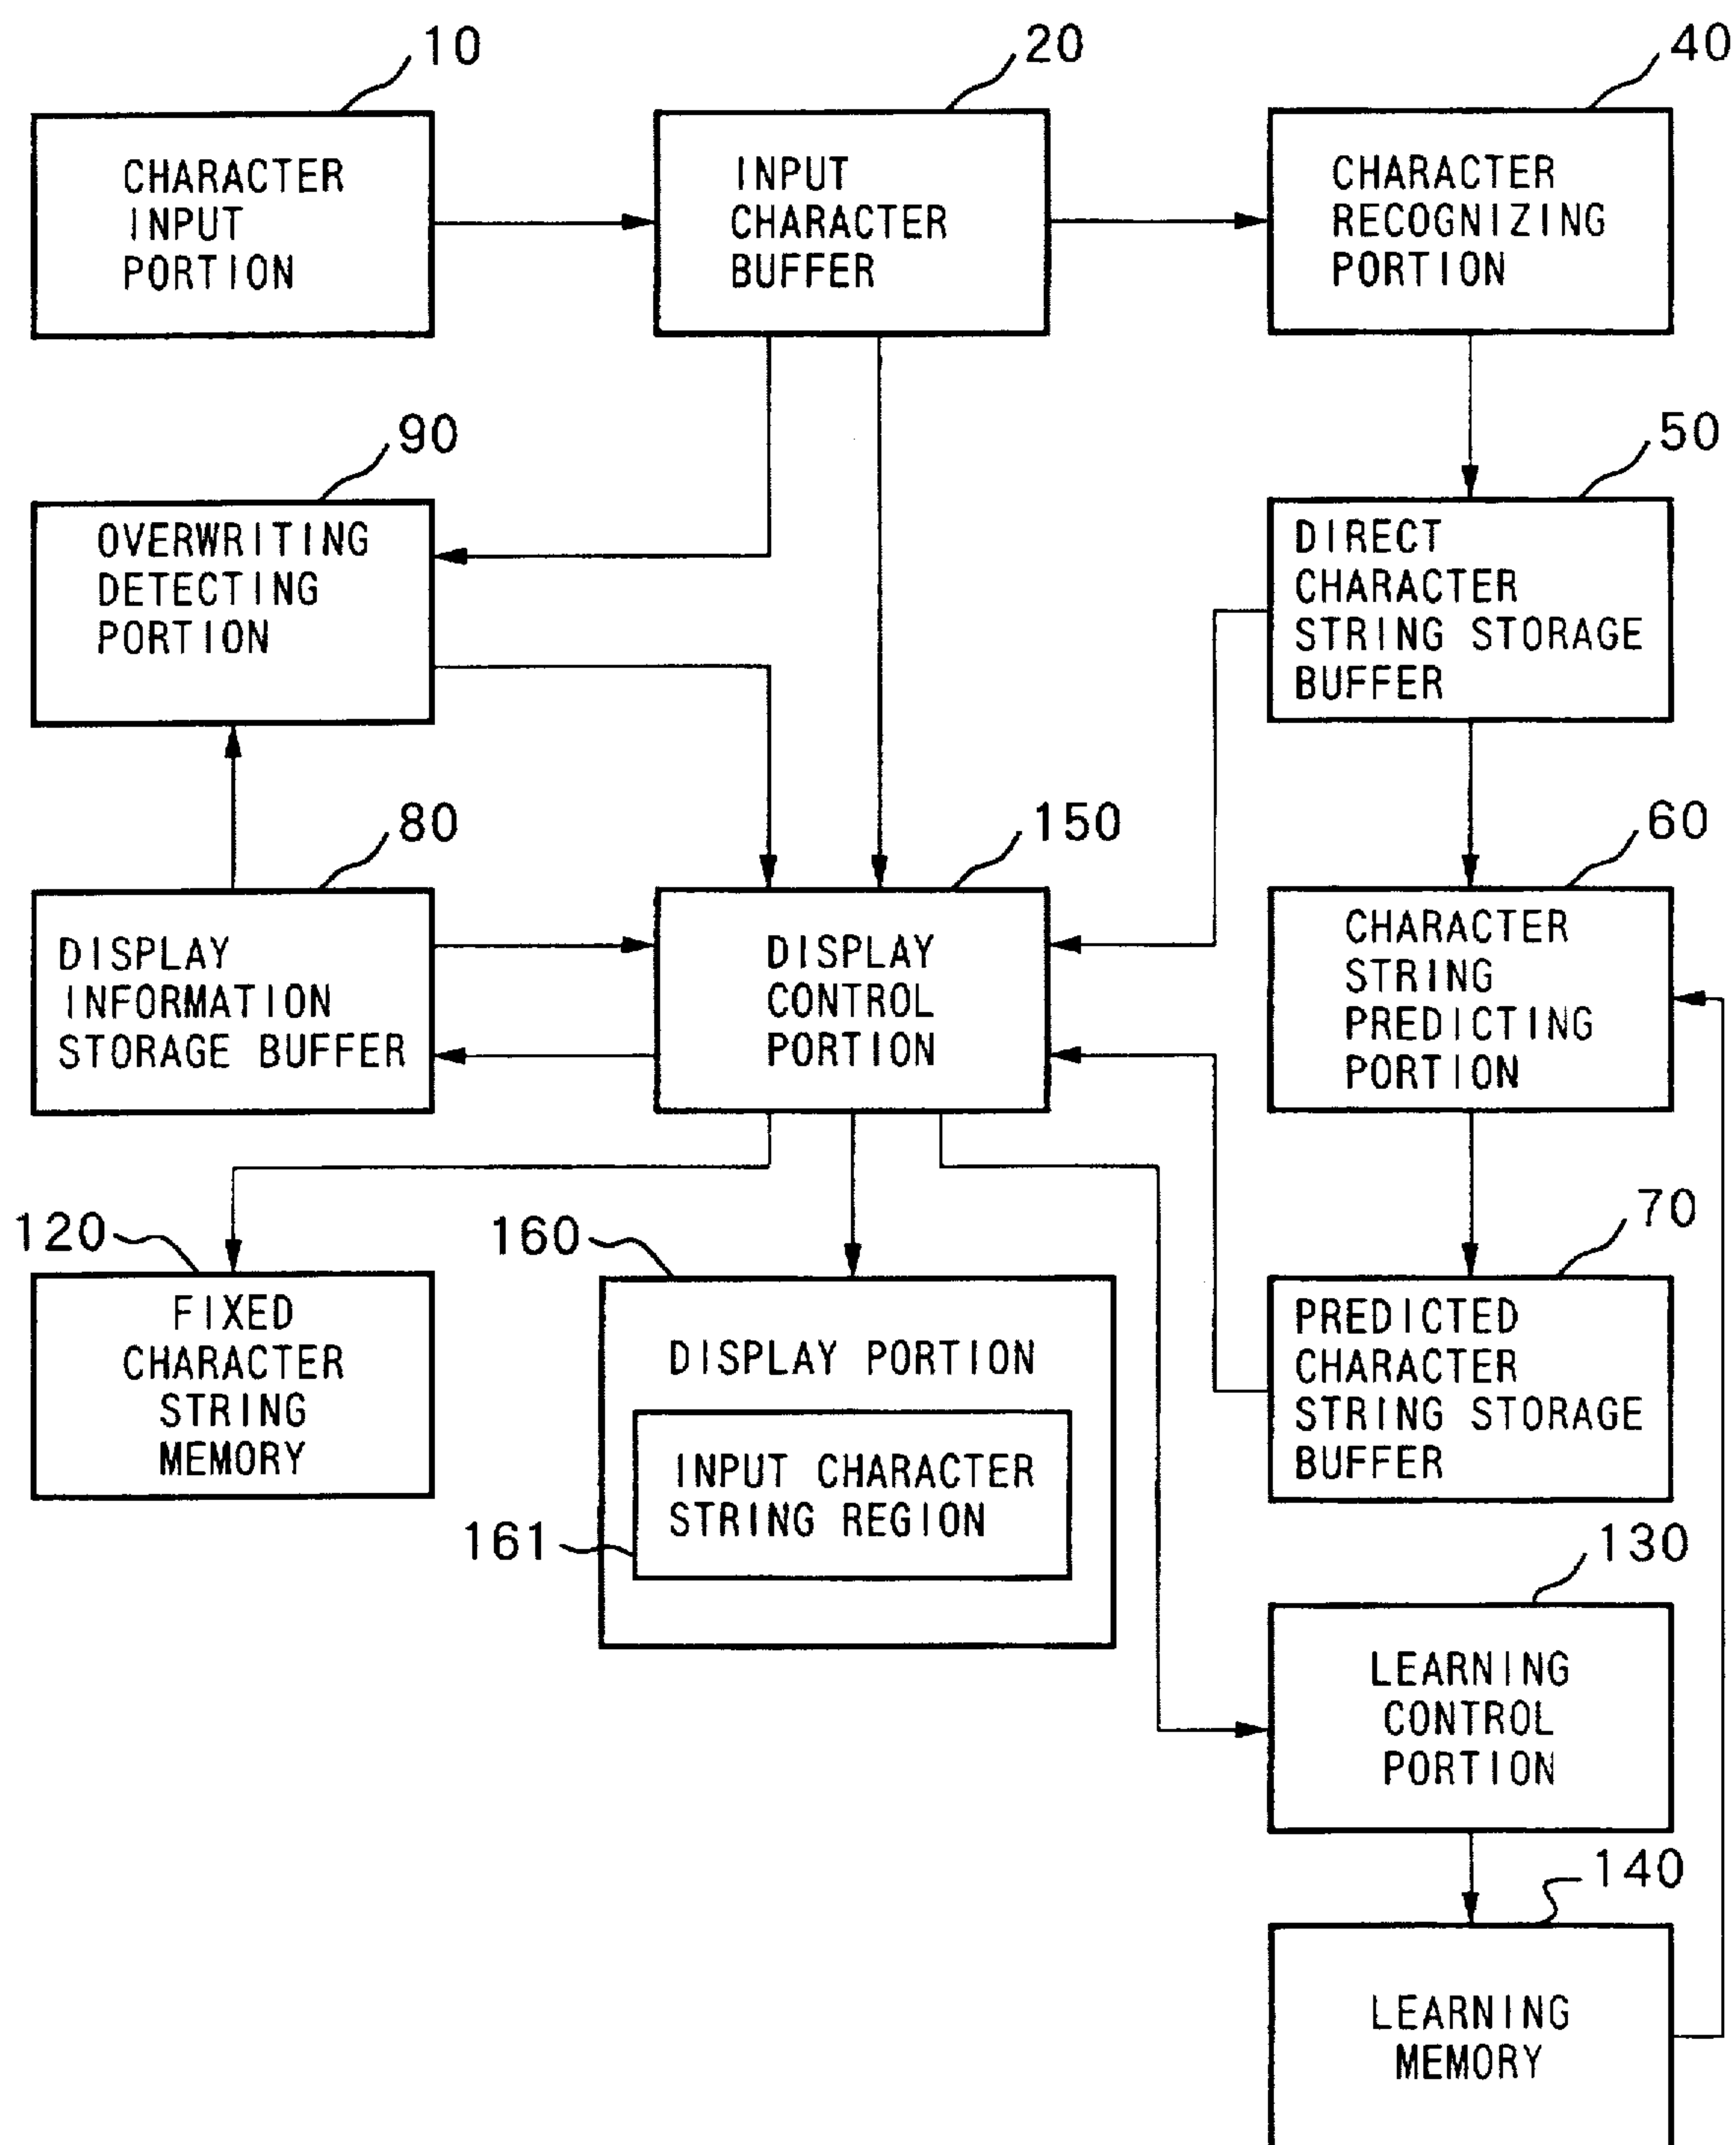 10
CHARACTER
INPUT
PORTION
20
INPUT
CHARACTER
BUFFER
40
CHARACTER
RECOGNIZING
PORTION
90
OVERWRITING
DETECTING
PORTION
50
DIRECT
CHARACTER
STRING STORAGE
BUFFER
80
DISPLAY
INFORMATION
STORAGE BUFFER
150
DISPLAY
CONTROL
PORTION
60
CHARACTER
STRING
PREDICTING
PORTION
120
FIXED
CHARACTER
STRING
MEMORY
160
DISPLAY PORTION
161
INPUT CHARACTER
STRING REGION
70
PREDICTED
CHARACTER
STRING STORAGE
BUFFER
130
LEARNING
CONTROL
PORTION
140
LEARNING
MEMORY